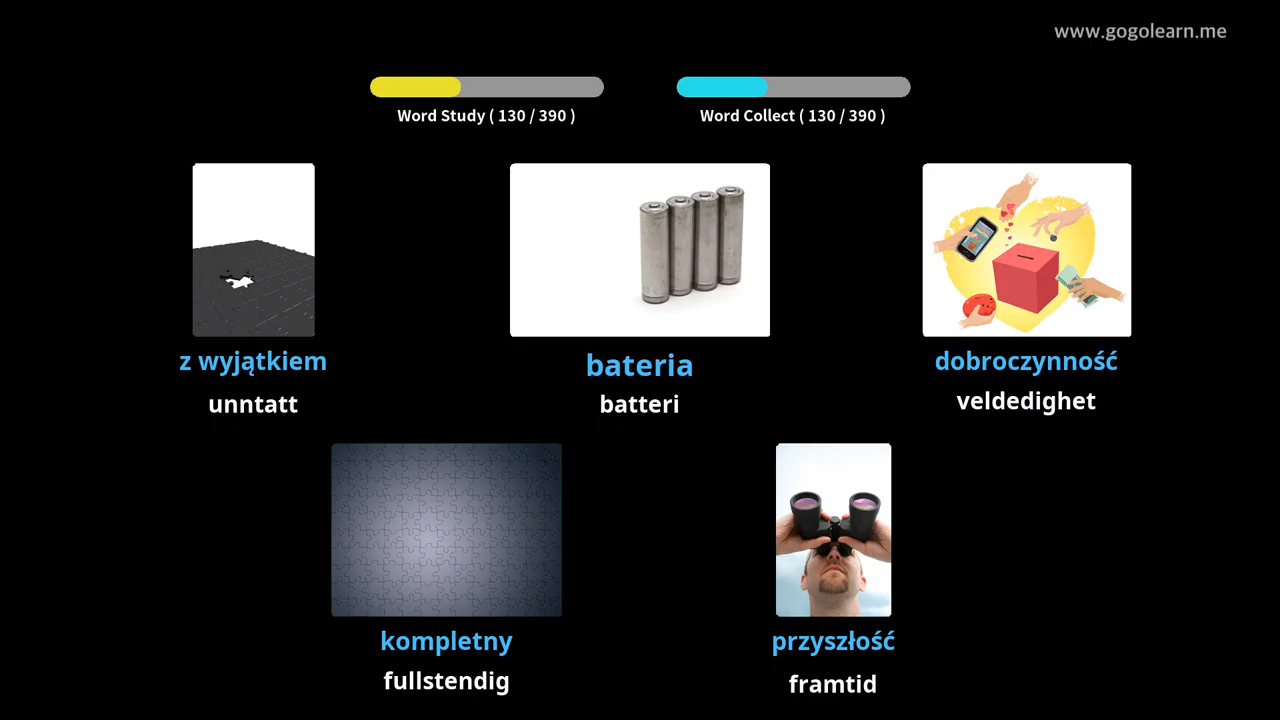 www.gogolearn.me
Word Study ( 130 / 390 )
Word Collect ( 130 / 390 )
z wyjątkiem
unntatt
bateria
batteri
dobroczynność
veldedighet
kompletny
fullstendig
przyszłość
framtid